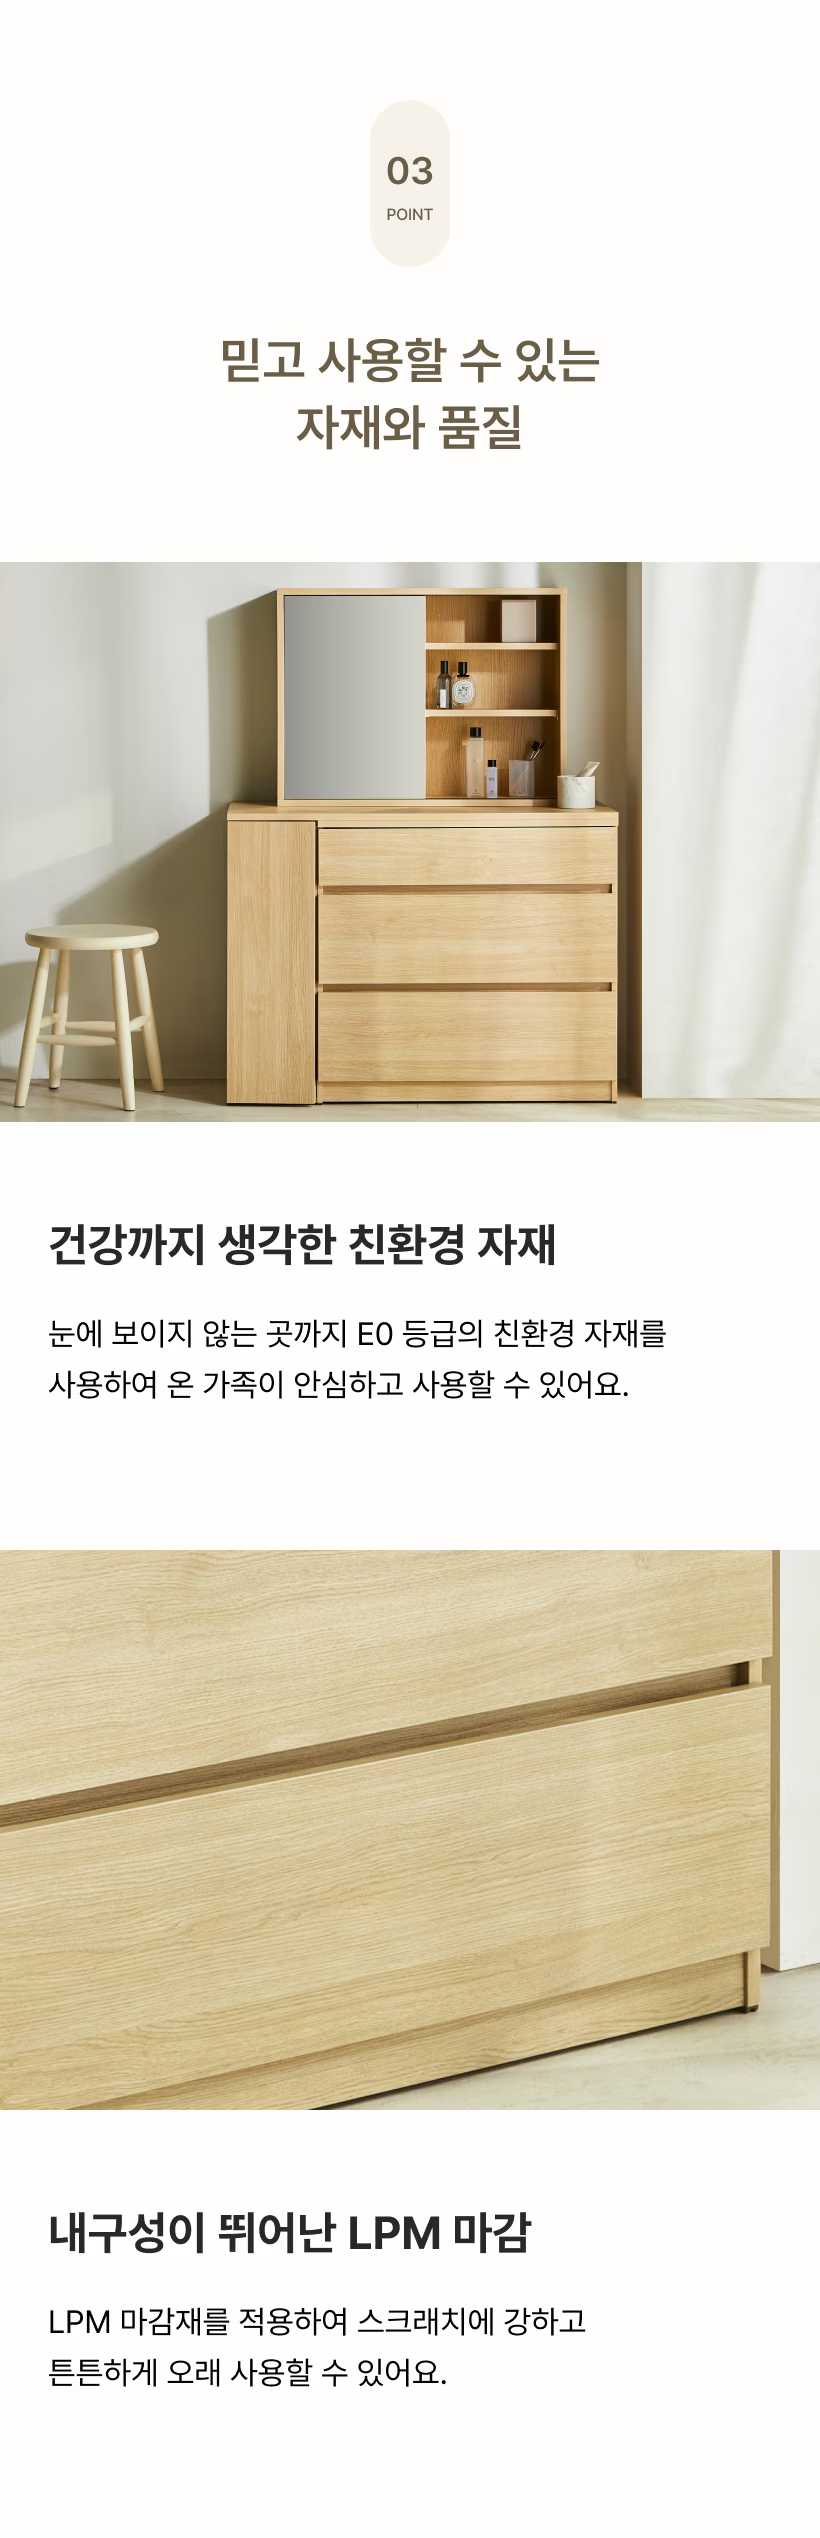 03
POINT
믿고 사용할 수 있는
자재와 품질
건강까지 생각한 친환경 자재
눈에 보이지 않는 곳까지 E0 등급의 친환경 자재를
사용하여 온 가족이 안심하고 사용할 수 있어요.
내구성이 뛰어난 LPM 마감
LPM 마감재를 적용하여 스크래치에 강하고
튼튼하게 오래 사용할 수 있어요.